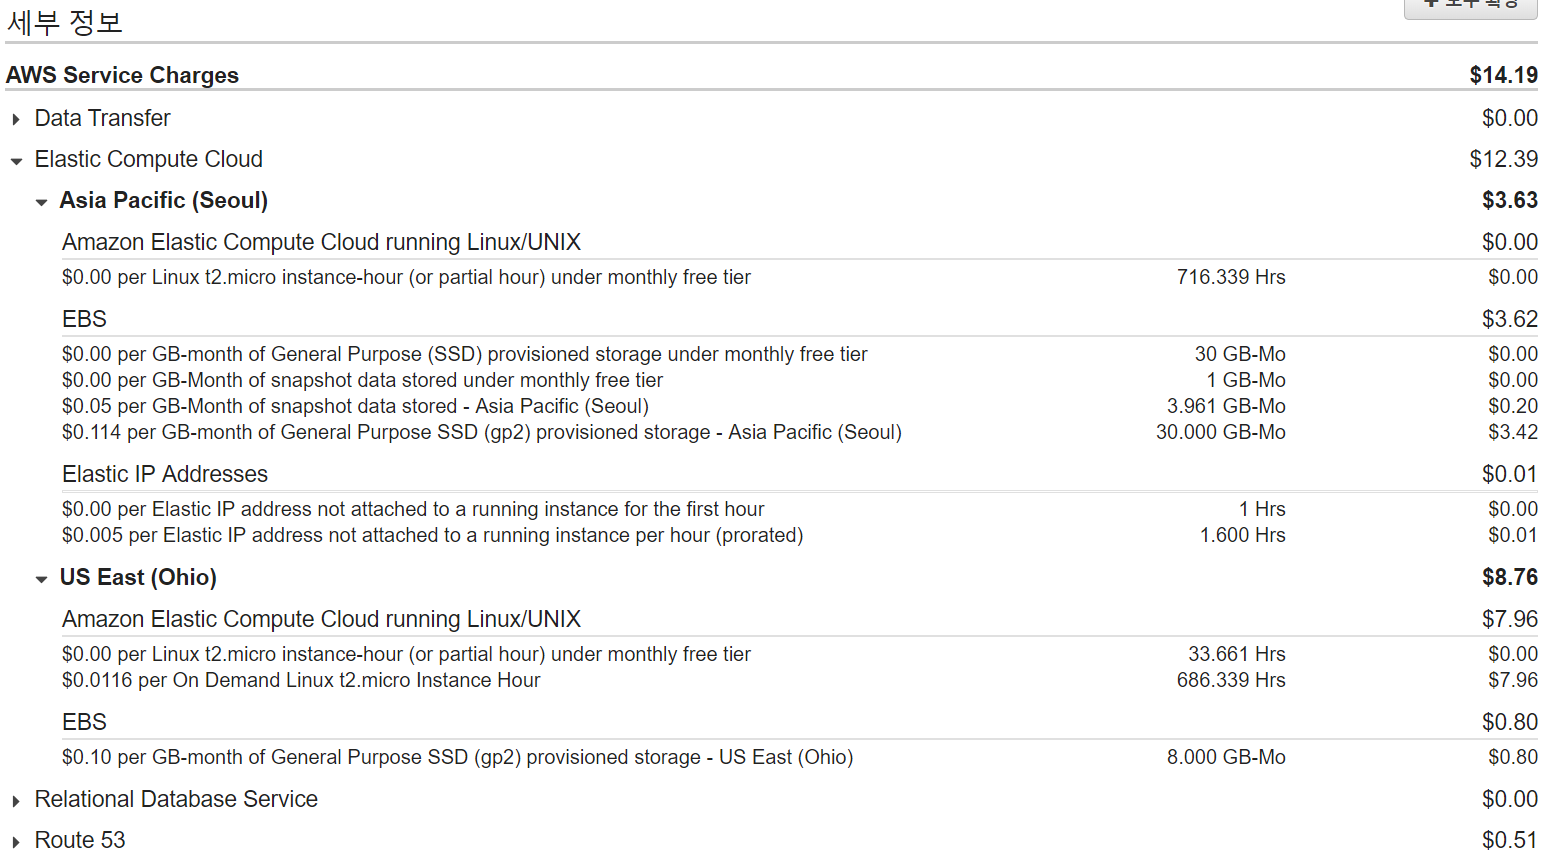 세부 정보
AWS Service Charges $14.19
Data Transfer $0.00
Elastic Compute Cloud $12.39
Asia Pacific (Seoul) $3.63
Amazon Elastic Compute Cloud running Linux/UNIX $0.00
$0.00 per Linux t2.micro instance-hour (or partial hour) under monthly free tier 716.339 Hrs $0.00
EBS $3.62
$0.00 per GB-month of General Purpose (SSD) provisioned storage under monthly free tier 30 GB-Mo $0.00
$0.00 per GB-Month of snapshot data stored under monthly free tier 1 GB-Mo $0.00
$0.05 per GB-Month of snapshot data stored - Asia Pacific (Seoul) 3.961 GB-Mo $0.20
$0.114 per GB-month of General Purpose SSD (gp2) provisioned storage - Asia Pacific (Seoul) 30.000 GB-Mo $3.42
Elastic IP Addresses $0.01
$0.00 per Elastic IP address not attached to a running instance for the first hour 1 Hrs $0.00
$0.005 per Elastic IP address not attached to a running instance per hour (prorated) 1.600 Hrs $0.01
US East (Ohio) $8.76
Amazon Elastic Compute Cloud running Linux/UNIX $7.96
$0.00 per Linux t2.micro instance-hour (or partial hour) under monthly free tier 33.661 Hrs $0.00
$0.0116 per On Demand Linux t2.micro Instance Hour 686.339 Hrs $7.96
EBS $0.80
$0.10 per GB-month of General Purpose SSD (gp2) provisioned storage - US East (Ohio) 8.000 GB-Mo $0.80
Relational Database Service $0.00
Route 53 $0.51